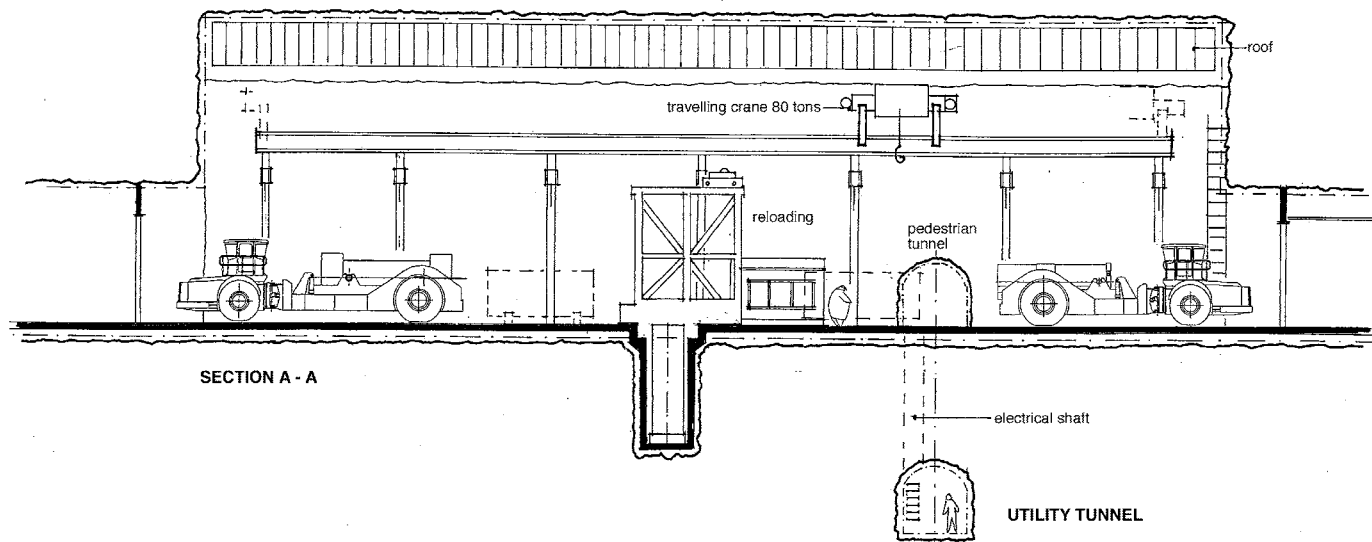 roof
travelling crane 80 tons
reloading
pedestrian
tunnel
SECTION A - A
electrical shaft
UTILITY TUNNEL